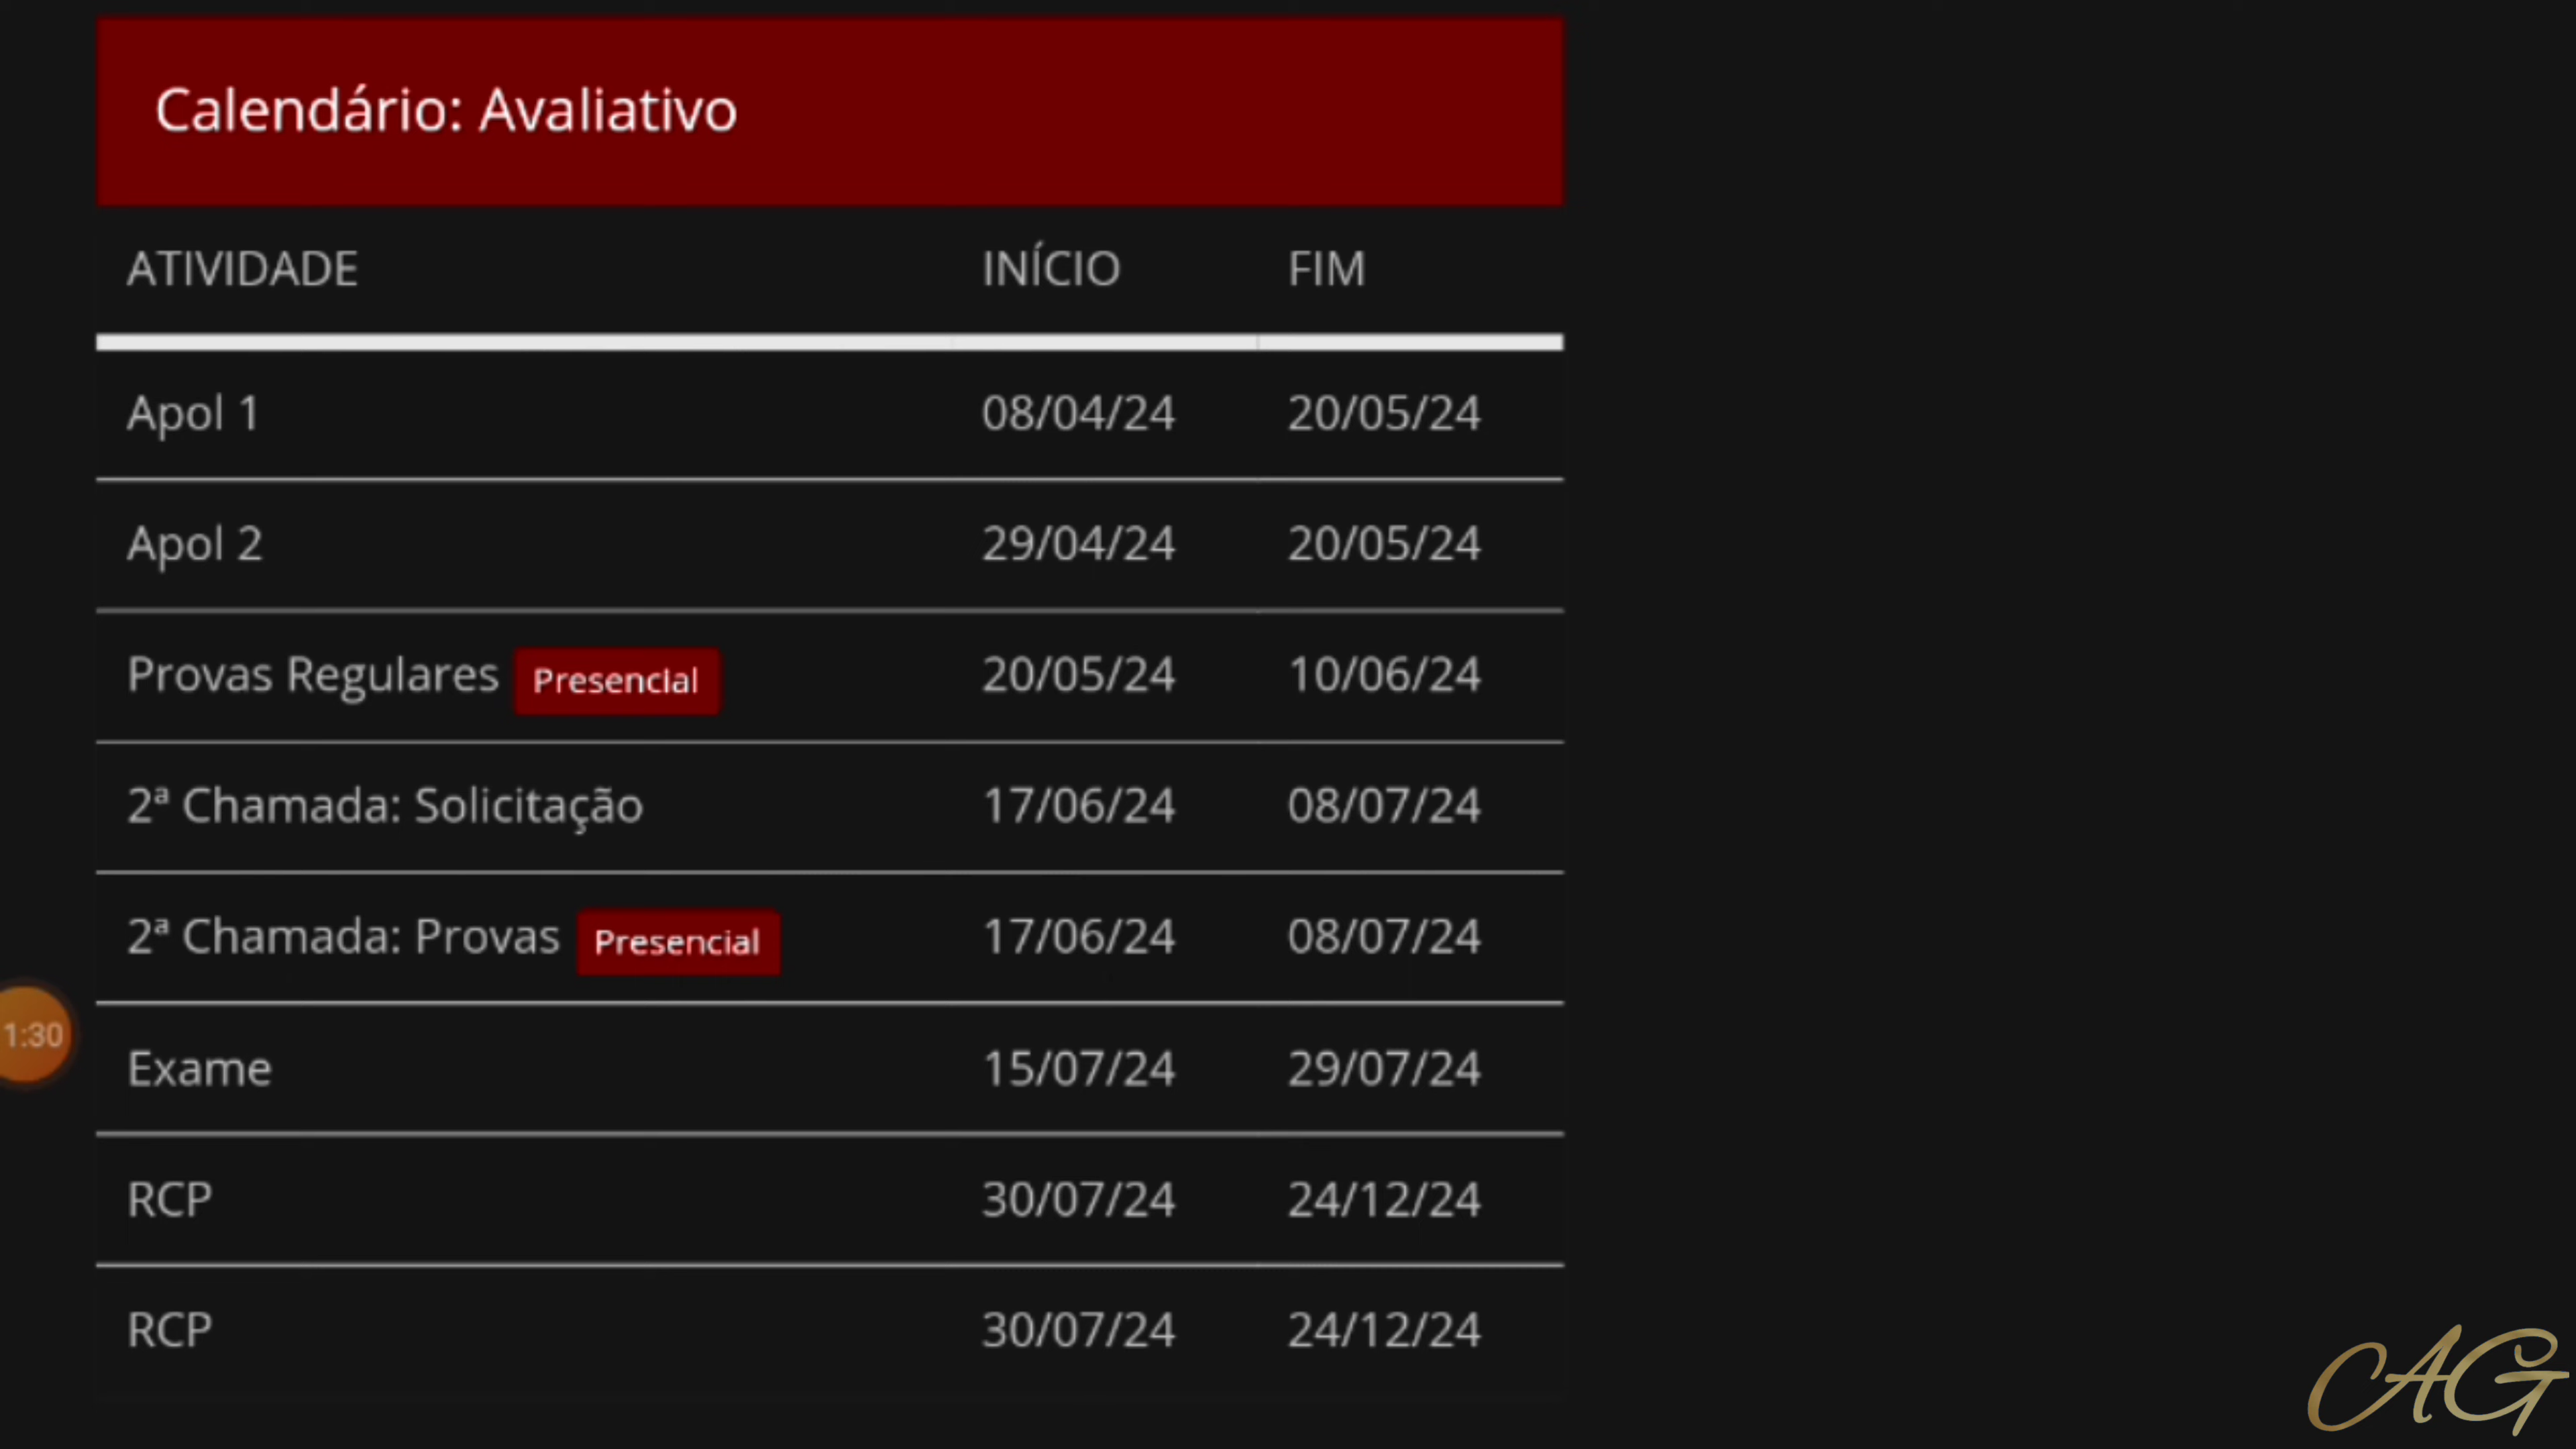 Calendário: Avaliativo
ATIVIDADE INÍCIO FIM
Apol 1 08/04/24 20/05/24
Apol 2 29/04/24 20/05/24
Provas Regulares Presencial 20/05/24 10/06/24
2ª Chamada: Solicitação 17/06/24 08/07/24
2ª Chamada: Provas Presencial 17/06/24 08/07/24
1:30
Exame 15/07/24 29/07/24
RCP 30/07/24 24/12/24
RCP 30/07/24 24/12/24
CAG